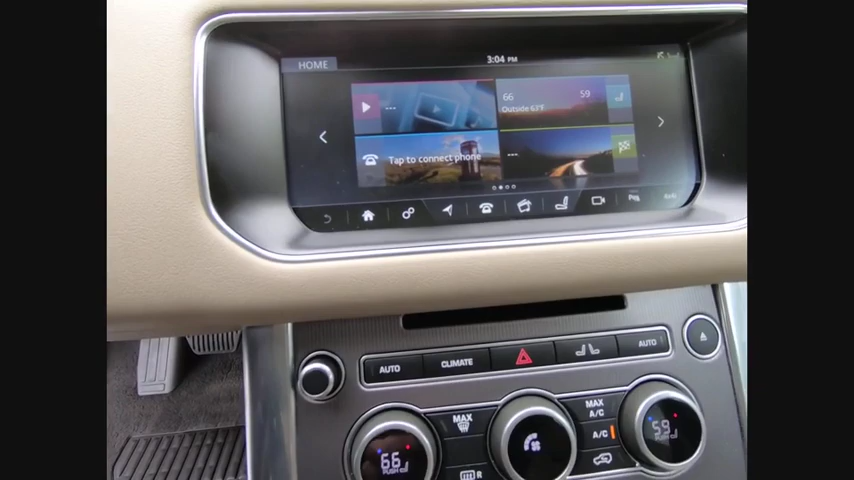 HOME
3:04 PM
66
59
Outside 63°F
...
Tap to connect phone
...
AUTO
CLIMATE
AUTO
MAX
MAX
A/C
A/C
R
66
PUSH
59
PUSH